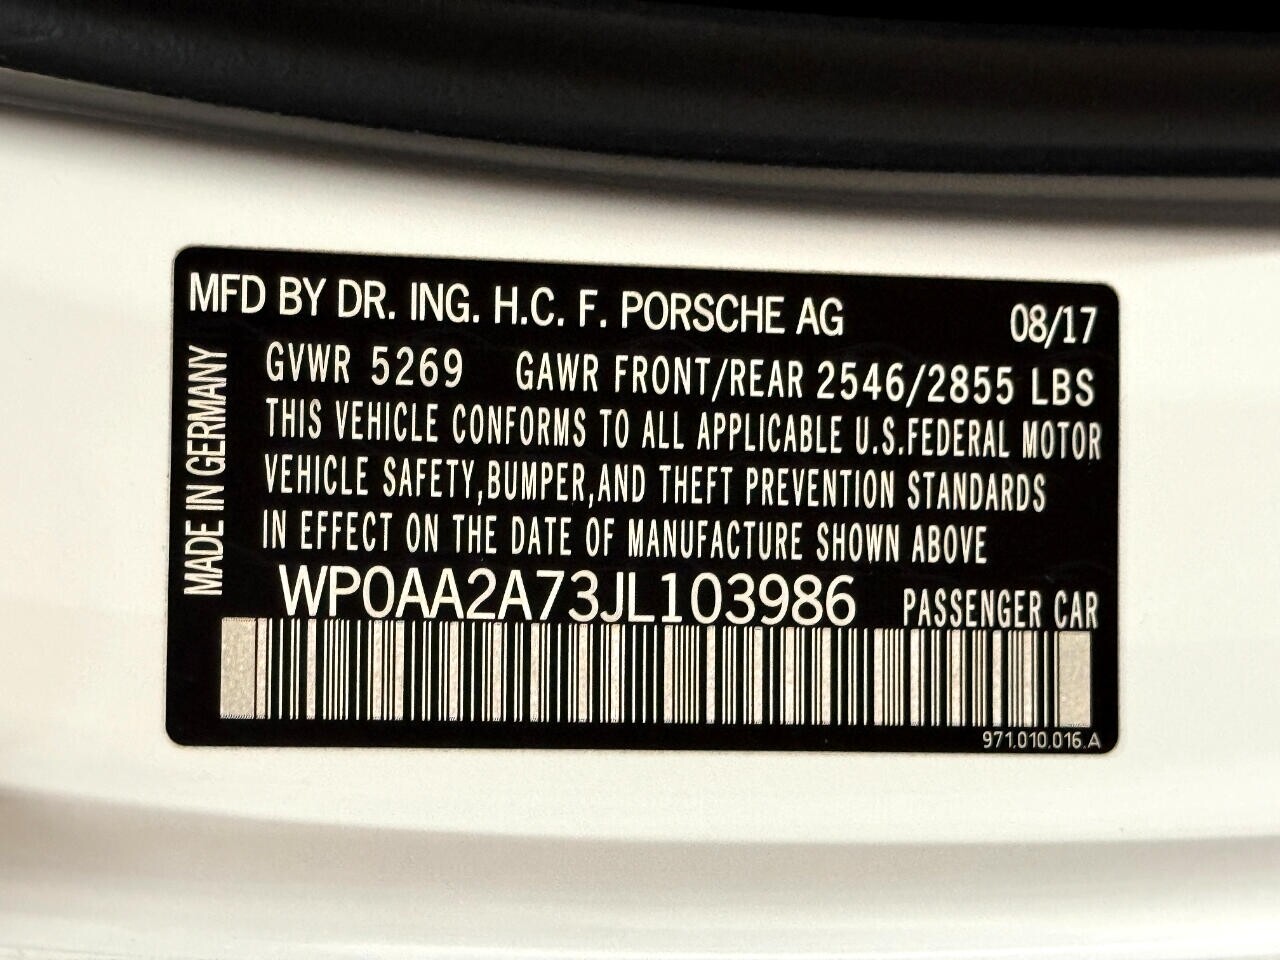 MFD BY DR. ING. H.C. F. PORSCHE AG 08/17
MADE IN GERMANY
GVWR 5269 GAWR FRONT/REAR 2546/2855 LBS
THIS VEHICLE CONFORMS TO ALL APPLICABLE U.S.FEDERAL MOTOR
VEHICLE SAFETY,BUMPER,AND THEFT PREVENTION STANDARDS
IN EFFECT ON THE DATE OF MANUFACTURE SHOWN ABOVE
WP0AA2A73JL103986 PASSENGER CAR
971.010.016.A